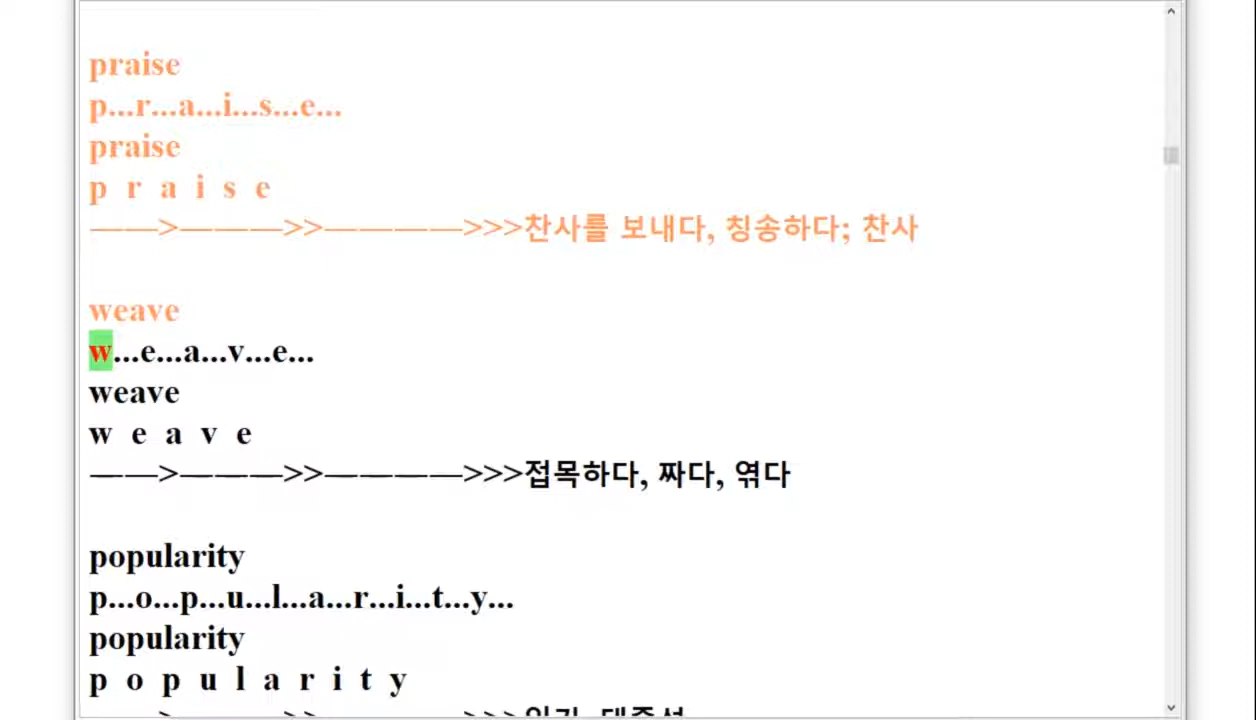 praise
p...r...a...i...s...e...
praise
p r a i s e
——>———>>————>>>찬사를 보내다, 칭송하다; 찬사
weave
w...e...a...v...e...
weave
w e a v e
——>———>>————>>>접목하다, 짜다, 엮다
popularity
p...o...p...u...l...a...r...i...t...y...
popularity
p o p u l a r i t y
——>———>>————>>>